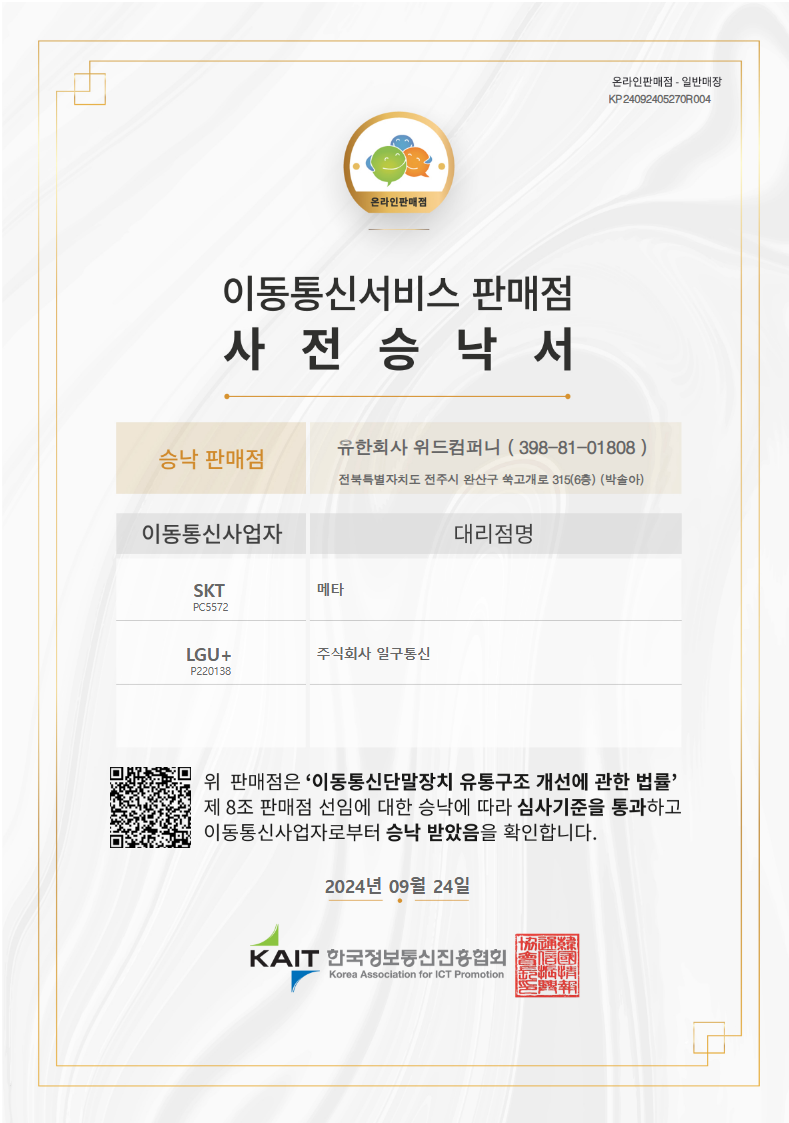 온라인판매점 - 일반매장
KP24092405270R004
온라인판매점
이동통신서비스 판매점
사 전 승 낙 서
승낙 판매점
유한회사 위드컴퍼니 ( 398-81-01808 )
전북특별자치도 전주시 완산구 쑥고개로 315(6층) (박솔아)
이동통신사업자
대리점명
SKT
PC5572
메타
LGU+
P220138
주식회사 일구통신
위 판매점은 ‘이동통신단말장치 유통구조 개선에 관한 법률’
제 8조 판매점 선임에 대한 승낙에 따라 심사기준을 통과하고
이동통신사업자로부터 승낙 받았음을 확인합니다.
2024년 09월 24일
KAIT 한국정보통신진흥협회
Korea Association for ICT Promotion